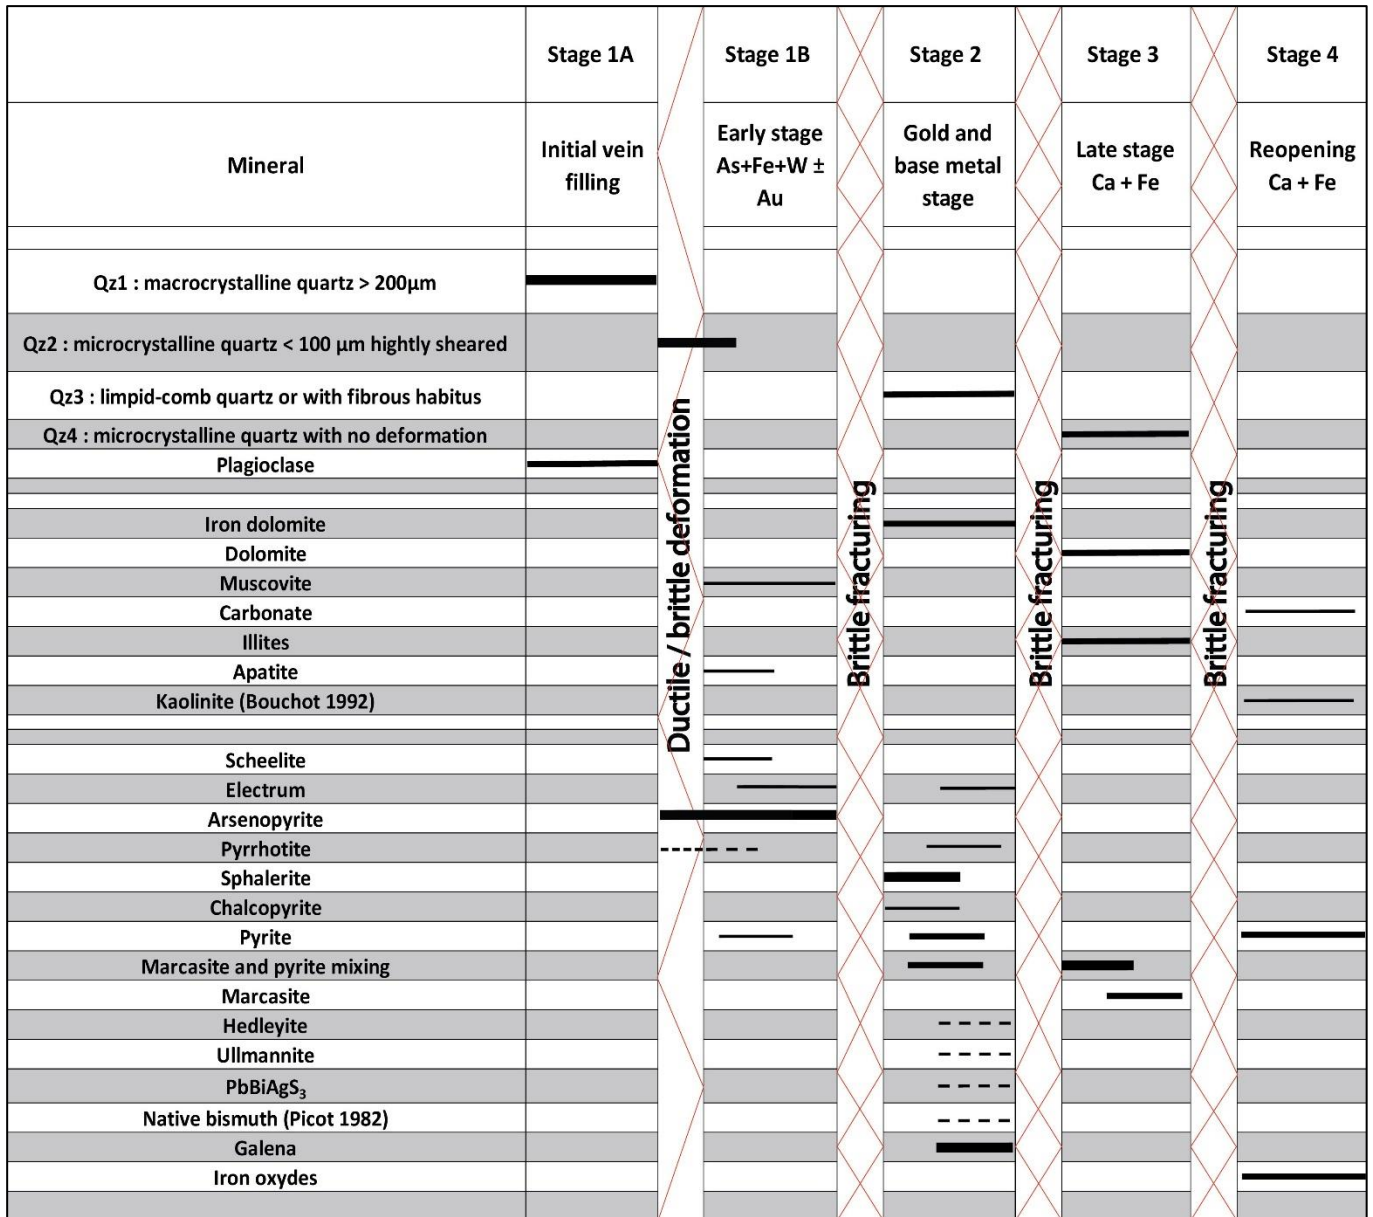 Stage 1A
Stage 1B
Stage 2
Stage 3
Stage 4
Mineral
Initial vein
filling
Early stage
As+Fe+W ±
Au
Gold and
base metal
stage
Late stage
Ca + Fe
Reopening
Ca + Fe
Qz1 : macrocrystalline quartz > 200µm
Qz2 : microcrystalline quartz < 100 µm hightly sheared
Qz3 : limpid-comb quartz or with fibrous habitus
Qz4 : microcrystalline quartz with no deformation
Plagioclase
Iron dolomite
Dolomite
Muscovite
Carbonate
Illites
Apatite
Kaolinite (Bouchot 1992)
Scheelite
Electrum
Arsenopyrite
Pyrrhotite
Sphalerite
Chalcopyrite
Pyrite
Marcasite and pyrite mixing
Marcasite
Hedleyite
Ullmannite
PbBiAgS₃
Native bismuth (Picot 1982)
Galena
Iron oxydes
Ductile / brittle deformation
Brittle fracturing
Brittle fracturing
Brittle fracturing